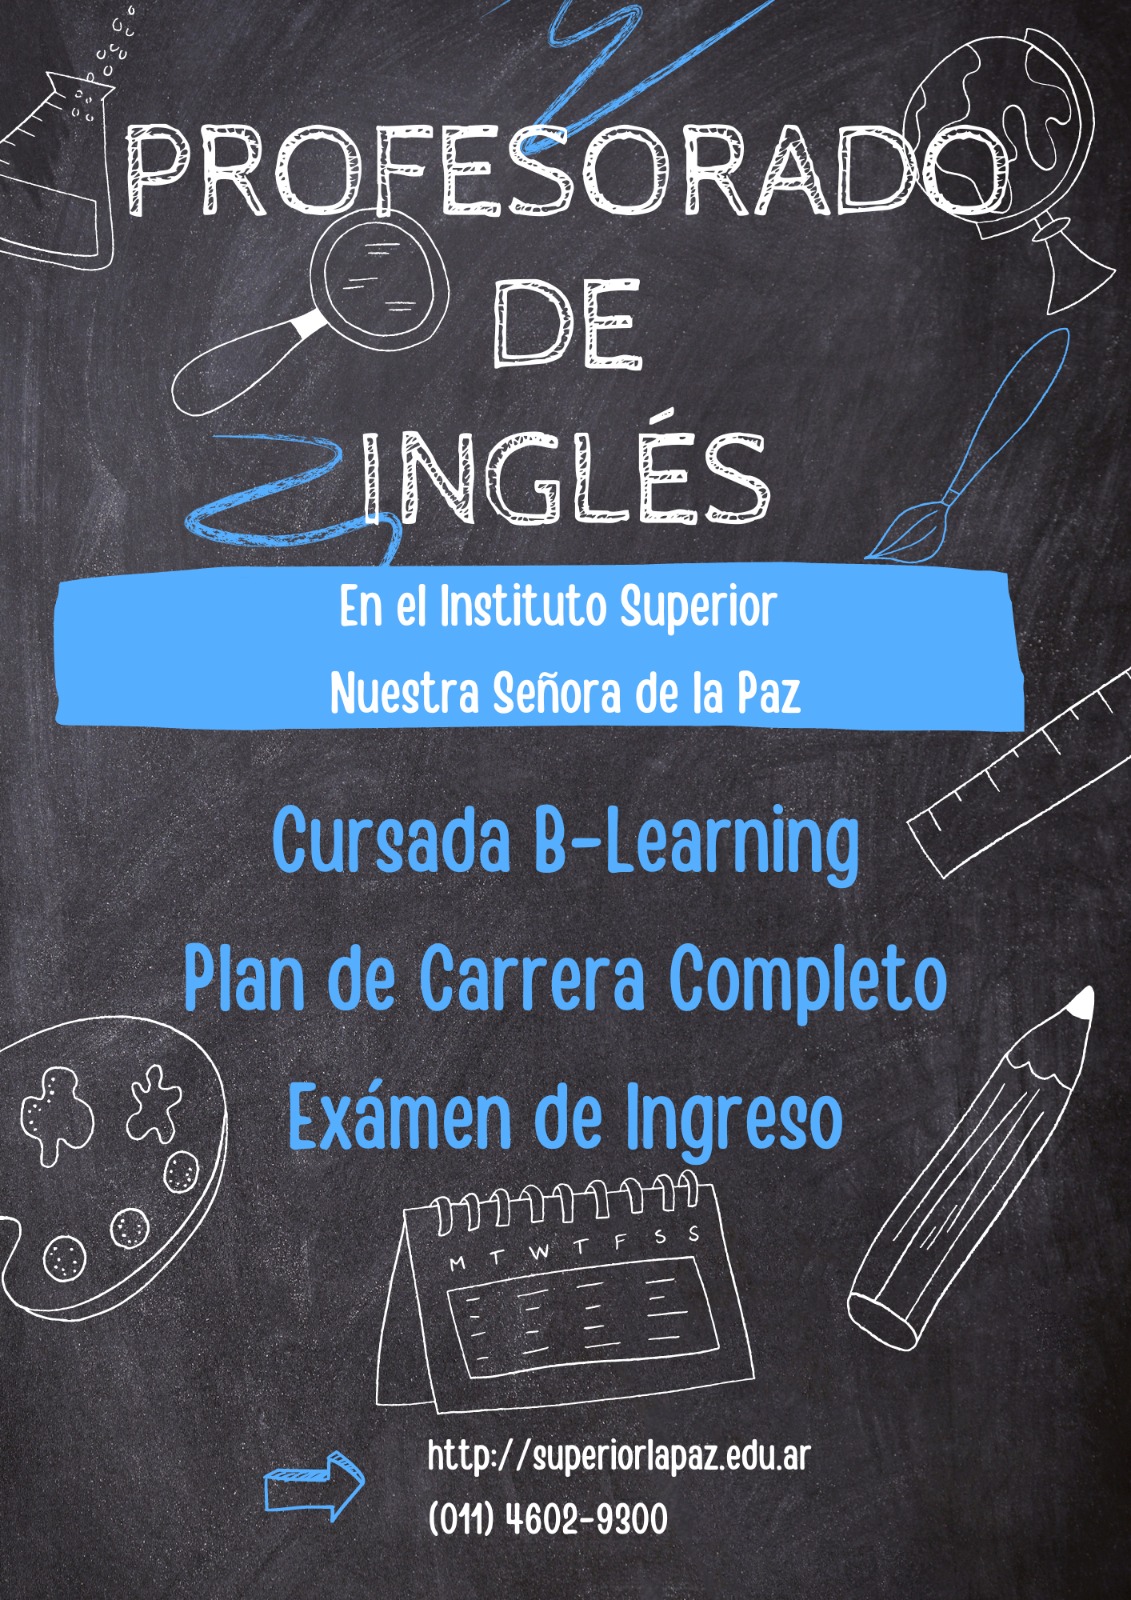 PROFESORADO
DE
INGLÉS
En el Instituto Superior
Nuestra Señora de la Paz
Cursada B-Learning
Plan de Carrera Completo
Exámen de Ingreso
M T W T F S S
http://superiorlapaz.edu.ar
(011) 4602-9300